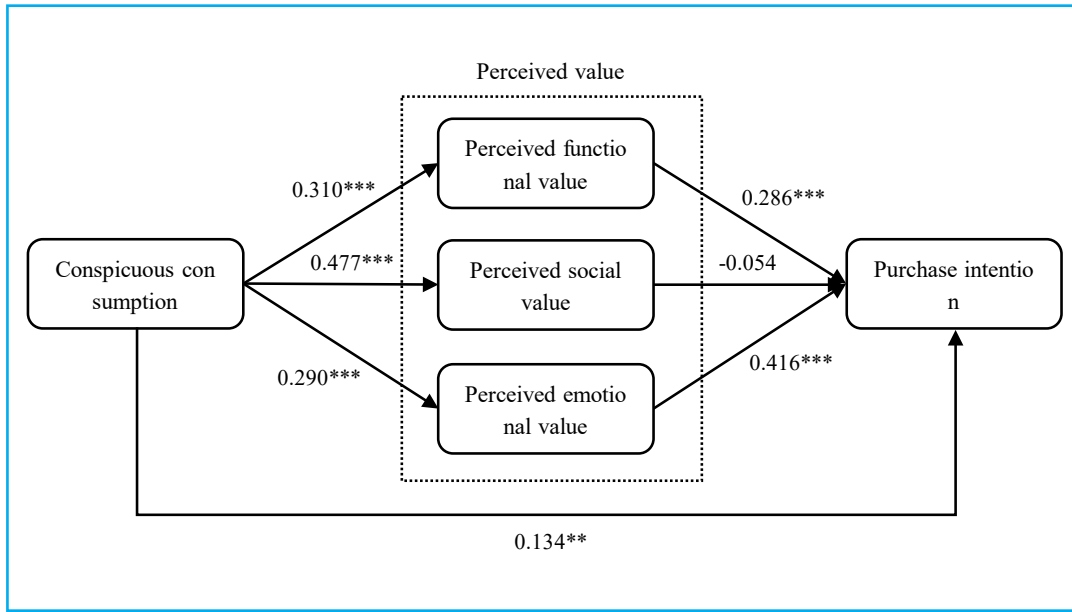 Perceived value
Perceived functio
nal value
0.310***
0.286***
Conspicuous con
sumption
0.477***
Perceived social
value
-0.054
Purchase intentio
n
0.290***
Perceived emotio
nal value
0.416***
0.134**